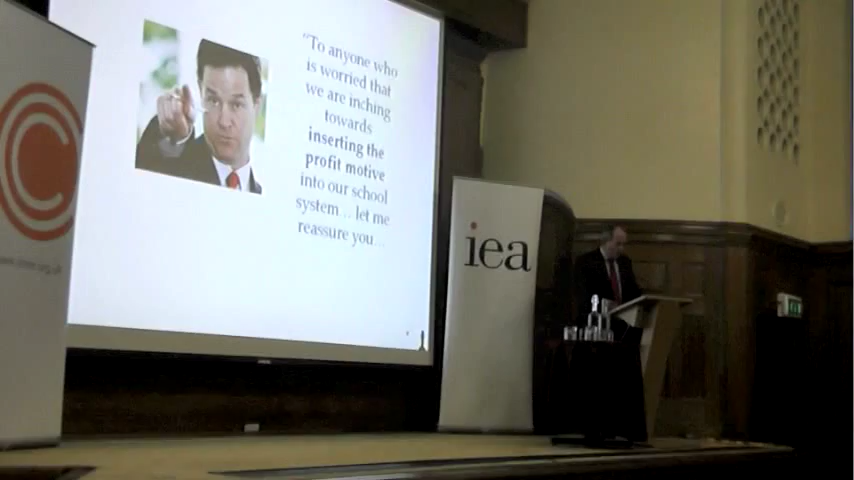 "To anyone who
is worried that
we are inching
towards
inserting the
profit motive
into our school
system... let me
reassure you...
iea